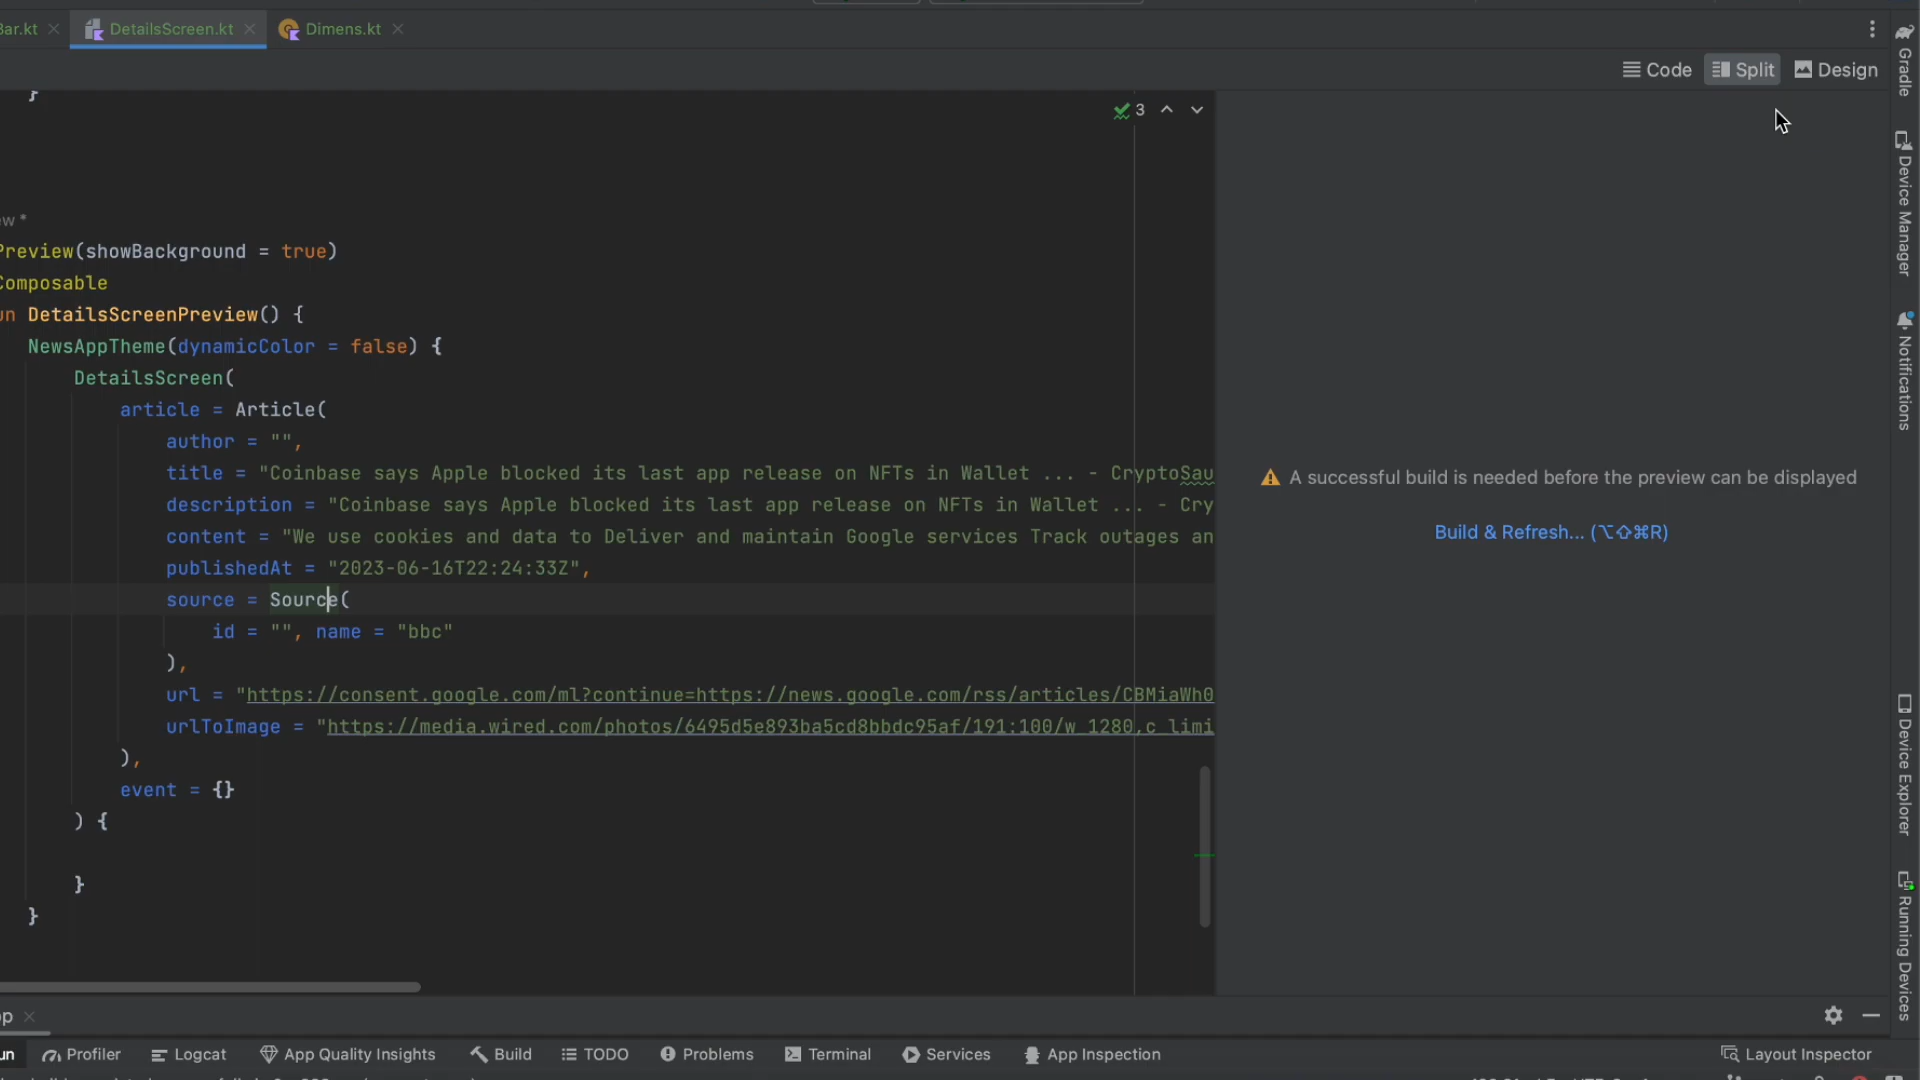 Bar.kt
DetailsScreen.kt
Dimens.kt
Code
Split
Design
}
3
ew *
Preview(showBackground = true)
Composable
un DetailsScreenPreview() {
NewsAppTheme(dynamicColor = false) {
DetailsScreen(
article = Article(
author = "",
title = "Coinbase says Apple blocked its last app release on NFTs in Wallet ... - CryptoSau
description = "Coinbase says Apple blocked its last app release on NFTs in Wallet ... - Cry
content = "We use cookies and data to Deliver and maintain Google services Track outages an
publishedAt = "2023-06-16T22:24:33Z",
source = Source(
id = "", name = "bbc"
),
url = "https://consent.google.com/ml?continue=https://news.google.com/rss/articles/CBMiaWh0
urlToImage = "https://media.wired.com/photos/6495d5e893ba5cd8bbdc95af/191:100/w_1280,c_limi
),
event = {}
) {
}
}
A successful build is needed before the preview can be displayed
Build & Refresh... (⌥⇧⌘R)
Gradle
Device Manager
Notifications
Device Explorer
Running Devices
pp
un
Profiler
Logcat
App Quality Insights
Build
TODO
Problems
Terminal
Services
App Inspection
Layout Inspector